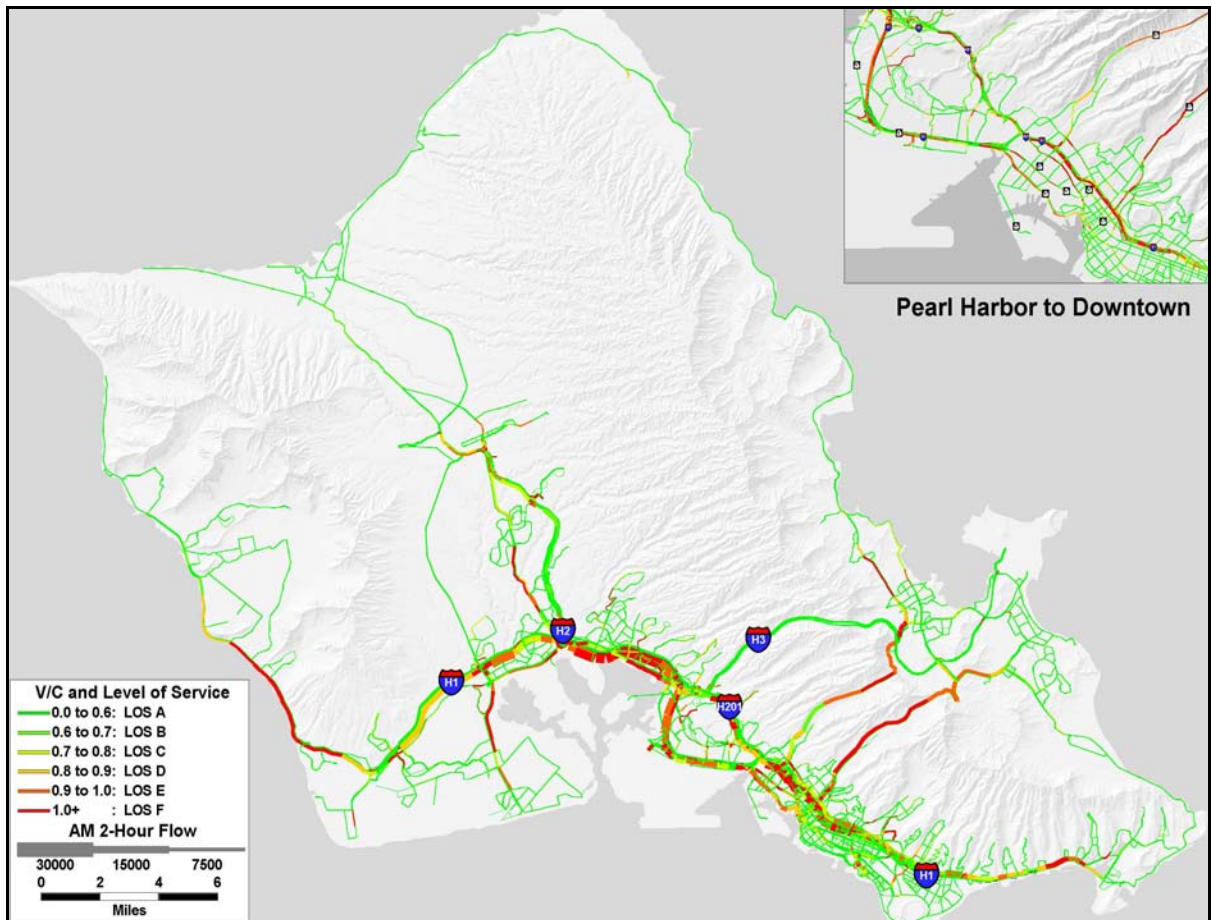 Pearl Harbor to Downtown
H3
H2
H1
H201
V/C and Level of Service
0.0 to 0.6: LOS A
0.6 to 0.7: LOS B
0.7 to 0.8: LOS C
0.8 to 0.9: LOS D
0.9 to 1.0: LOS E
1.0+ : LOS F
AM 2-Hour Flow
30000 15000 7500
0 2 4 6
Miles
H1